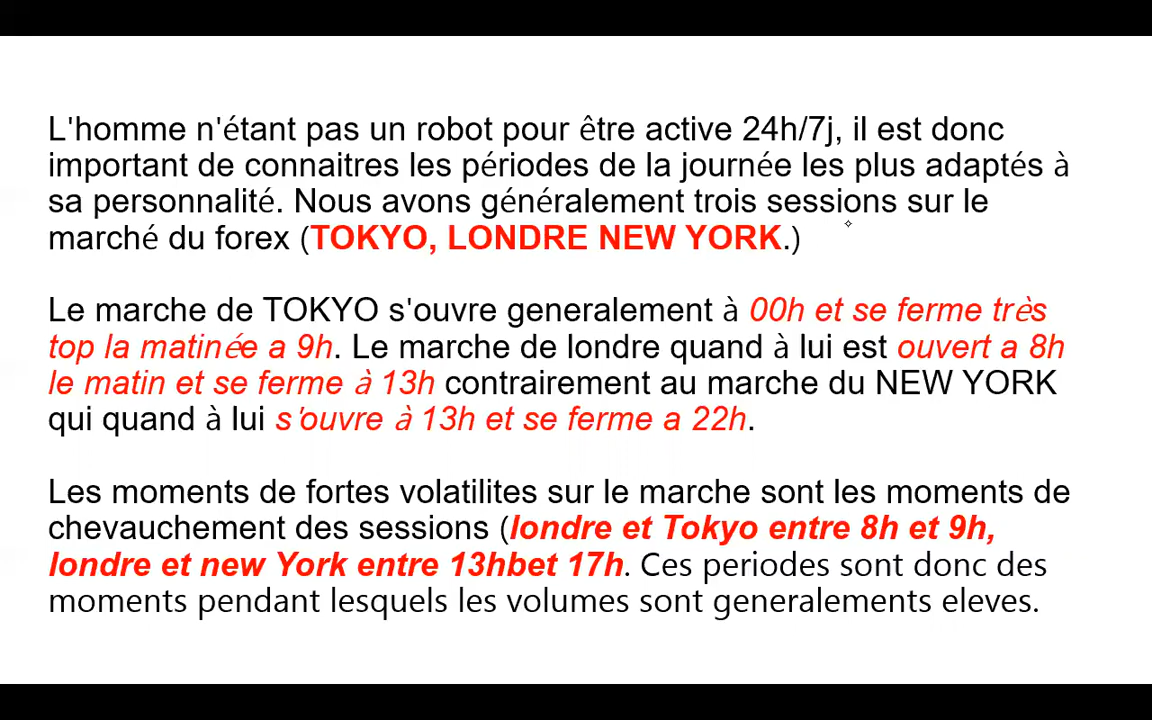 L'homme n'étant pas un robot pour être active 24h/7j, il est donc
important de connaitres les périodes de la journée les plus adaptés à
sa personnalité. Nous avons généralement trois sessions sur le
marché du forex (TOKYO, LONDRE NEW YORK.)
Le marche de TOKYO s'ouvre generalement à 00h et se ferme très
top la matinée a 9h. Le marche de londre quand à lui est ouvert a 8h
le matin et se ferme à 13h contrairement au marche du NEW YORK
qui quand à lui s'ouvre à 13h et se ferme a 22h.
Les moments de fortes volatilites sur le marche sont les moments de
chevauchement des sessions (londre et Tokyo entre 8h et 9h,
londre et new York entre 13hbet 17h. Ces periodes sont donc des
moments pendant lesquels les volumes sont generalements eleves.